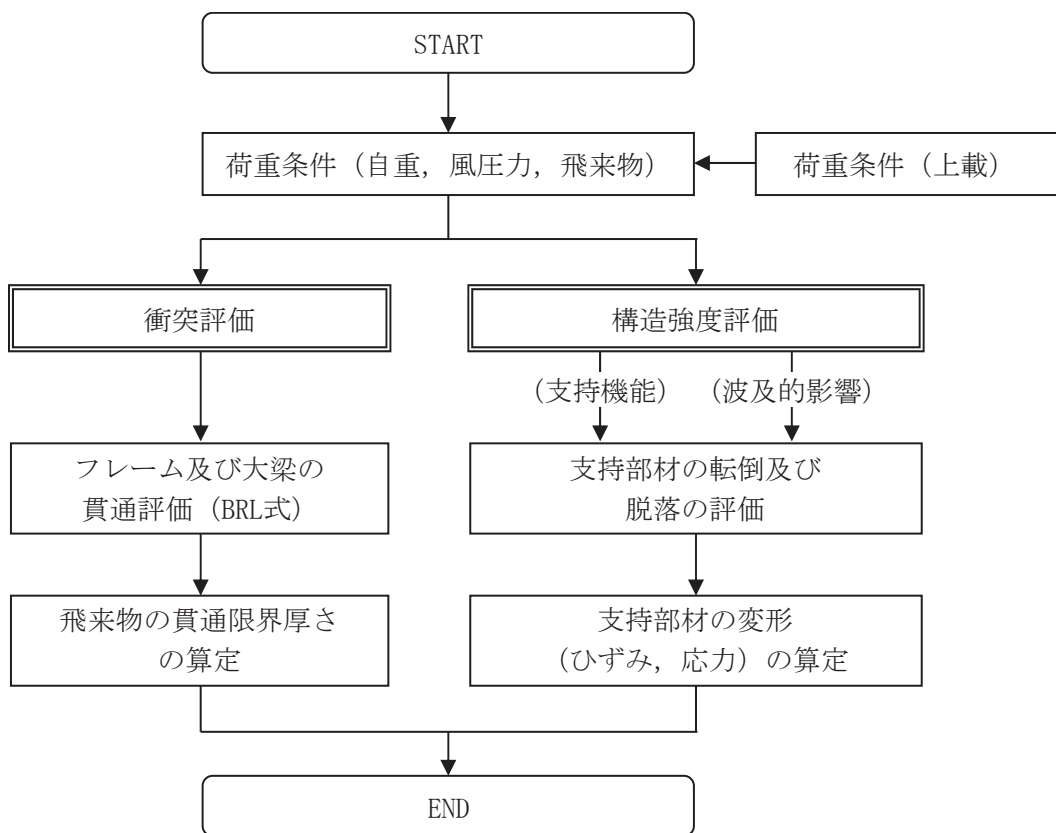 START
荷重条件（自重，風圧力，飛来物）
荷重条件（上載）
衝突評価
構造強度評価
（支持機能）
（波及的影響）
フレーム及び大梁の
貫通評価（BRL式）
支持部材の転倒及び
脱落の評価
飛来物の貫通限界厚さ
の算定
支持部材の変形
（ひずみ，応力）の算定
END